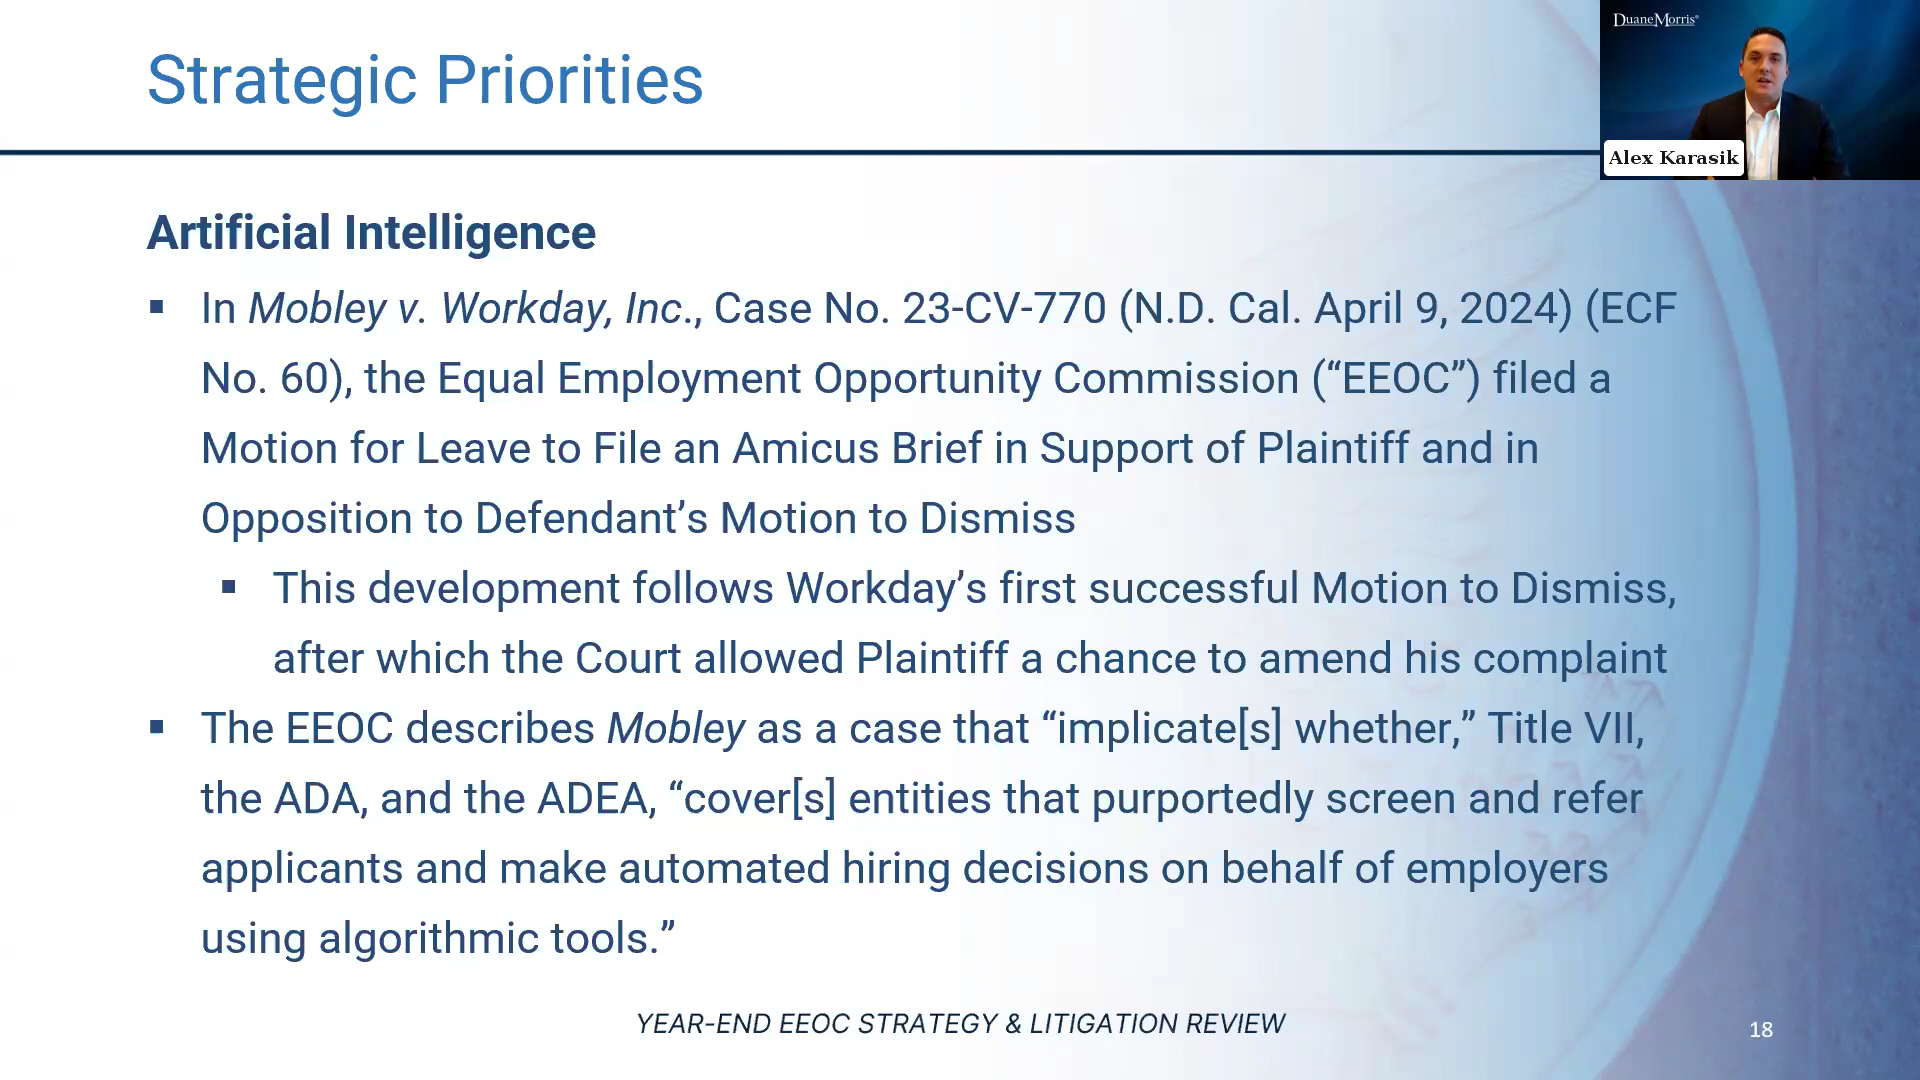 Strategic Priorities
DuaneMorris®
Alex Karasik
Artificial Intelligence
▪ In Mobley v. Workday, Inc., Case No. 23-CV-770 (N.D. Cal. April 9, 2024) (ECF
No. 60), the Equal Employment Opportunity Commission (“EEOC”) filed a
Motion for Leave to File an Amicus Brief in Support of Plaintiff and in
Opposition to Defendant’s Motion to Dismiss
▪ This development follows Workday’s first successful Motion to Dismiss,
after which the Court allowed Plaintiff a chance to amend his complaint
▪ The EEOC describes Mobley as a case that “implicate[s] whether,” Title VII,
the ADA, and the ADEA, “cover[s] entities that purportedly screen and refer
applicants and make automated hiring decisions on behalf of employers
using algorithmic tools.”
YEAR-END EEOC STRATEGY & LITIGATION REVIEW
18